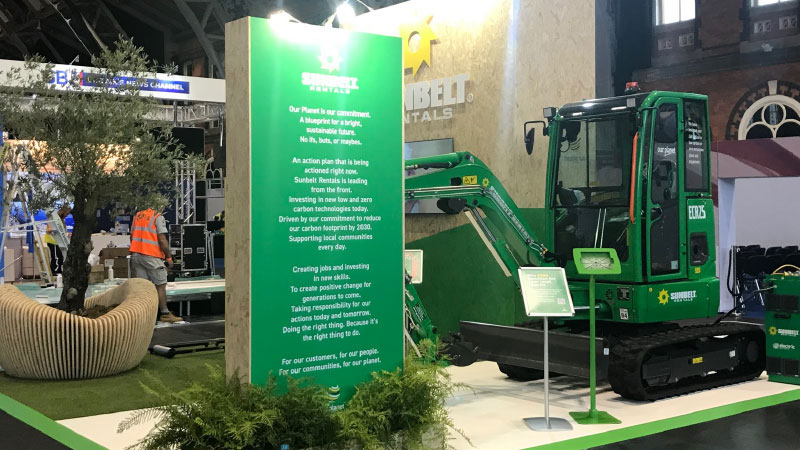 NEWS CHANNEL
SUNBELT
RENTALS
Our Planet is our commitment.
A blueprint for a bright,
sustainable future.
No ifs, buts, or maybes.
An action plan that is being
actioned right now.
Sunbelt Rentals is leading
from the front.
Investing in new low and zero
carbon technologies today.
Driven by our commitment to reduce
our carbon footprint by 2030.
Supporting local communities
every day.
Creating jobs and investing
in new skills.
To create positive change for
generations to come.
Taking responsibility for our
actions today and tomorrow.
Doing the right thing. Because it's
the right thing to do.
For our customers, for our people.
For our communities, for our planet.
planet
UNBELT
NTALS
SUNBELT RENTALS
our planet
SUNBELT
RENTALS
SUNBELT
electric